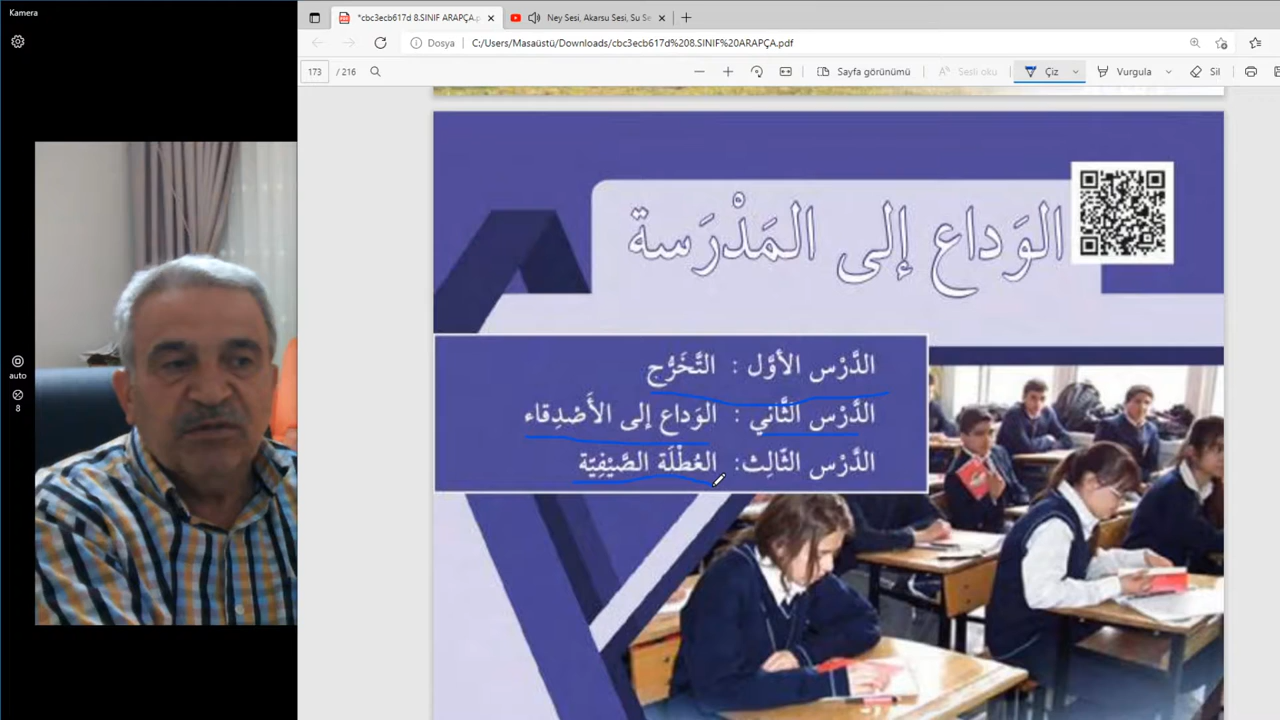 Kamera
auto
8
*cbc3ecb617d 8.SINIF ARAPÇA.p
Ney Sesi, Akarsu Sesi, Su Se
Dosya
C:/Users/Masaüstü/Downloads/cbc3ecb617d%208.SINIF%20ARAPÇA.pdf
173 / 216
Sayfa görünümü
Sesli oku
Çiz
Vurgula
Sil
الوَداع إلى المَدْرَسة
الدَّرْس الأوَّل : التَّخَرُّج
الدَّرْس الثَّاني : الوَداع إلى الأَصْدِقاء
الدَّرْس الثّالِث: العُطْلَة الصَّيْفِيّة